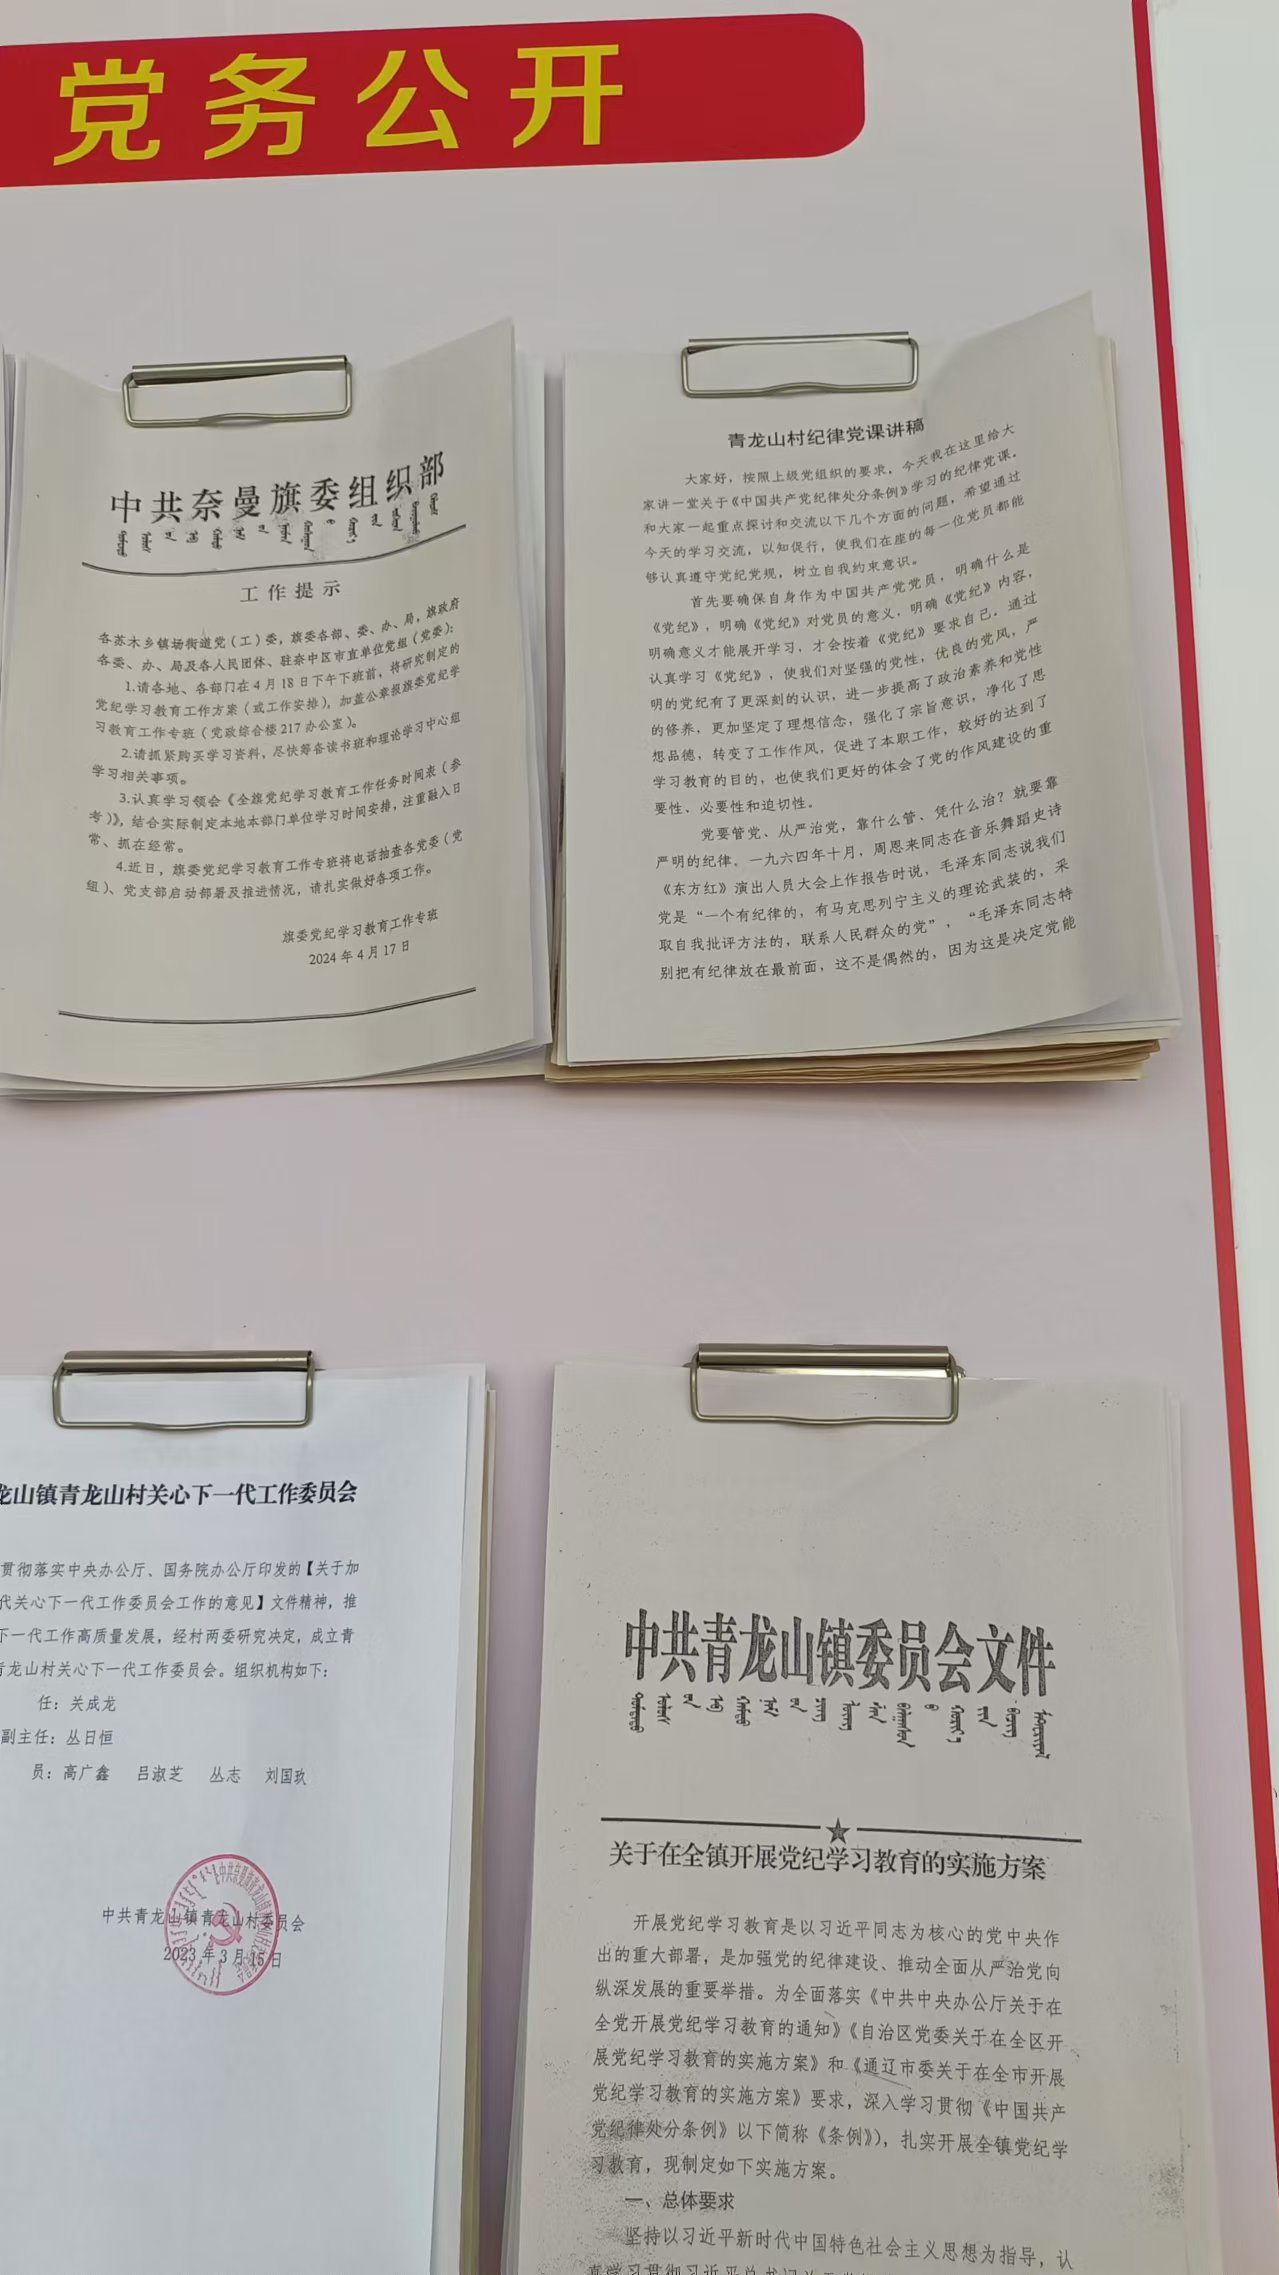 党务公开
中共奈曼旗委组织部
工作提示
各苏木乡镇场街道党（工）委，旗委各部、委、办、局，旗政府
各委、办、局及各人民团体、驻奈中区市直单位党组（党委）：
1.请各地、各部门在4月18日下午下班前，将研究制定的
党纪学习教育工作方案（或工作安排），加盖公章报旗委党纪学
习教育工作专班（党政综合楼217办公室）。
2.请抓紧购买学习资料、尽快筹备读书班和理论学习中心组
学习相关事项。
3.认真学习领会《全旗党纪学习教育工作任务时间表（参
考）》，结合实际制定本地本部门单位学习时间安排，注重融入日
常、抓在经常。
4.近日，旗委党纪学习教育工作专班将电话抽查各党委（党
组）、党支部启动部署及推进情况，请扎实做好各项工作。
旗委党纪学习教育工作专班
2024年4月17日
青龙山村纪律党课讲稿
大家好，按照上级党组织的要求，今天我在这里给大
家讲一堂关于《中国共产党纪律处分条例》学习的纪律党课。
和大家一起重点探讨和交流以下几个方面的问题，希望通过
今天的学习交流，以知促行，使我们在座的每一位党员都能
够认真遵守党纪党规，树立自我约束意识。
首先要确保自身作为中国共产党党员，明确什么是
《党纪》，明确《党纪》对党员的意义，明确《党纪》内容，
明确意义才能展开学习，才会按着《党纪》要求自己。通过
认真学习《党纪》，使我们对坚强的党性，优良的党风，严
明的党纪有了更深刻的认识，进一步提高了政治素养和党性
的修养，更加坚定了理想信念，强化了宗旨意识，净化了思
想品德，转变了工作作风，促进了本职工作，较好的达到了
学习教育的目的，也使我们更好的体会了党的作风建设的重
要性、必要性和迫切性。
党要管党、从严治党，靠什么管、凭什么治？就要靠
严明的纪律。一九六四年十月，周恩来同志在音乐舞蹈史诗
《东方红》演出人员大会上作报告时说，毛泽东同志说我们
党是“一个有纪律的，有马克思列宁主义的理论武装的，采
取自我批评方法的，联系人民群众的党”，“毛泽东同志特
别把有纪律放在最前面，这不是偶然的，因为这是决定党能
龙山镇青龙山村关心下一代工作委员会
贯彻落实中央办公厅、国务院办公厅印发的【关于加
代关心下一代工作委员会工作的意见】文件精神，推
下一代工作高质量发展，经村两委研究决定，成立青
青龙山村关心下一代工作委员会。组织机构如下：
任：关成龙
副主任：丛日恒
员：高广鑫 吕淑芝 丛志 刘国玖
中共青龙山镇青龙山村委员会
2023年3月15日
中共青龙山镇委员会文件
关于在全镇开展党纪学习教育的实施方案
开展党纪学习教育是以习近平同志为核心的党中央作
出的重大部署，是加强党的纪律建设、推动全面从严治党向
纵深发展的重要举措。为全面落实《中共中央办公厅关于在
全党开展党纪学习教育的通知》《自治区党委关于在全区开
展党纪学习教育的实施方案》和《通辽市委关于在全市开展
党纪学习教育的实施方案》要求，深入学习贯彻《中国共产
党纪律处分条例》以下简称《条例》），扎实开展全镇党纪学
习教育，现制定如下实施方案。
一、总体要求
坚持以习近平新时代中国特色社会主义思想为指导，认